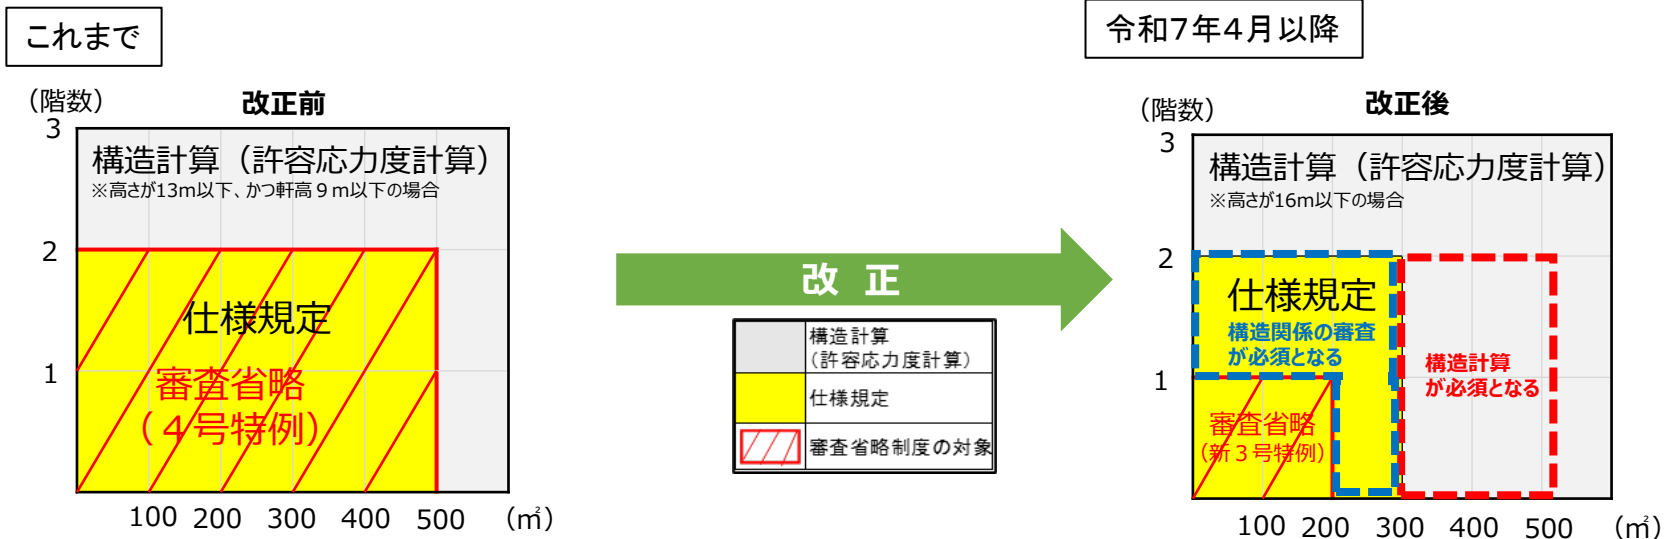 これまで
（階数）
改正前
3
構造計算（許容応力度計算）
※高さが13m以下、かつ軒高９ｍ以下の場合
2
仕様規定
1
審査省略
（４号特例）
100 200 300 400 500 （㎡）
改 正
構造計算
（許容応力度計算）
仕様規定
審査省略制度の対象
令和7年4月以降
（階数）
改正後
3
構造計算（許容応力度計算）
※高さが16m以下の場合
2
仕様規定
構造関係の審査
が必須となる
構造計算
が必須となる
1
審査省略
（新３号特例）
100 200 300 400 500 （㎡）